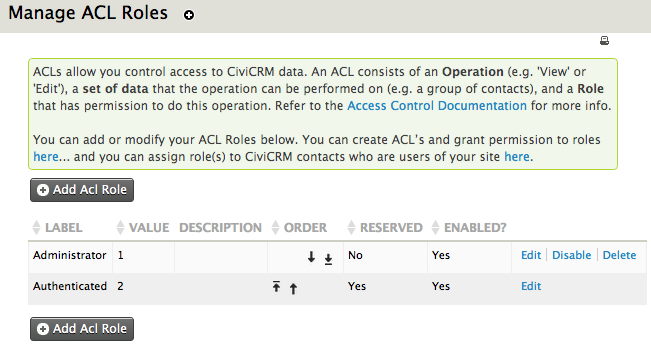 Manage ACL Roles
ACLs allow you control access to CiviCRM data. An ACL consists of an Operation (e.g. 'View' or
'Edit'), a set of data that the operation can be performed on (e.g. a group of contacts), and a Role
that has permission to do this operation. Refer to the Access Control Documentation for more info.
You can add or modify your ACL Roles below. You can create ACL's and grant permission to roles
here... and you can assign role(s) to CiviCRM contacts who are users of your site here.
Add Acl Role
LABEL VALUE DESCRIPTION ORDER RESERVED ENABLED?
Administrator 1 No Yes Edit Disable Delete
Authenticated 2 Yes Yes Edit
Add Acl Role